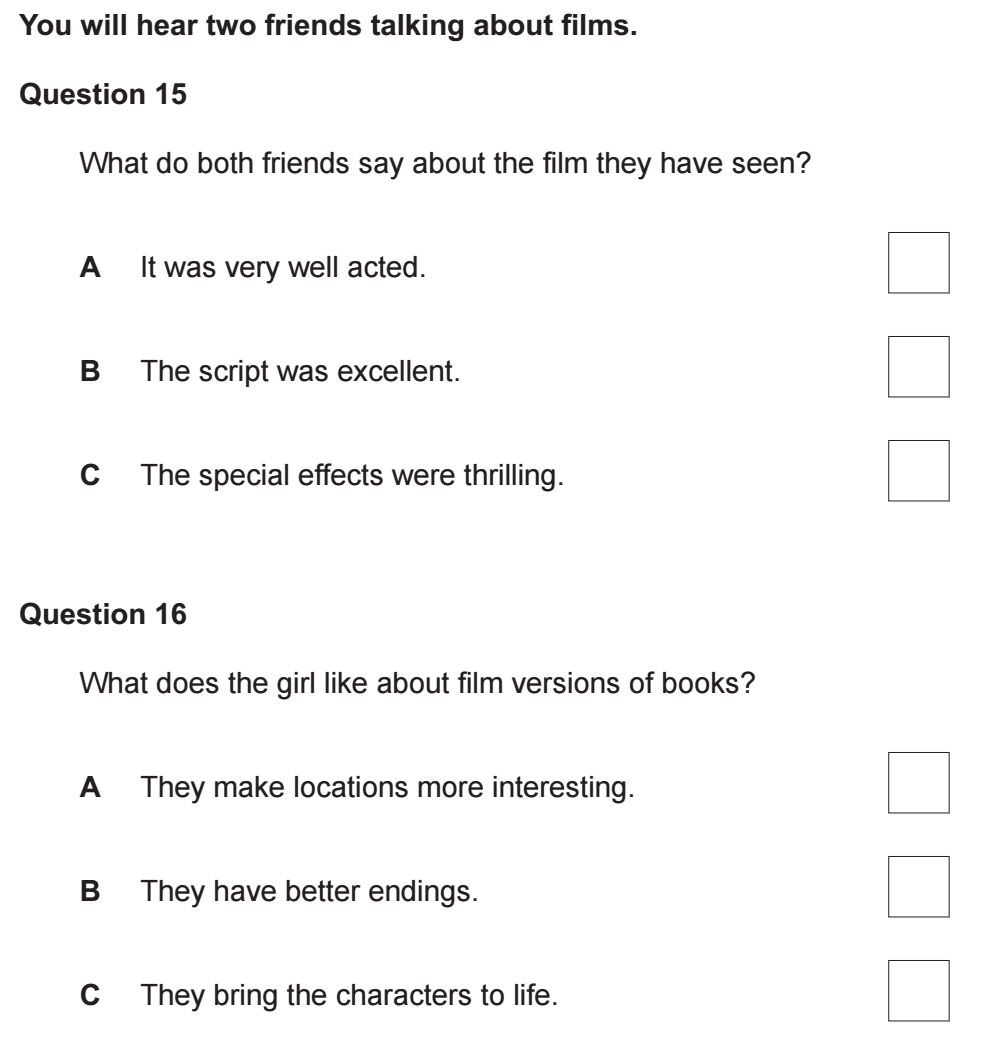 You will hear two friends talking about films.
Question 15
What do both friends say about the film they have seen?
A It was very well acted.
B The script was excellent.
C The special effects were thrilling.
Question 16
What does the girl like about film versions of books?
A They make locations more interesting.
B They have better endings.
C They bring the characters to life.